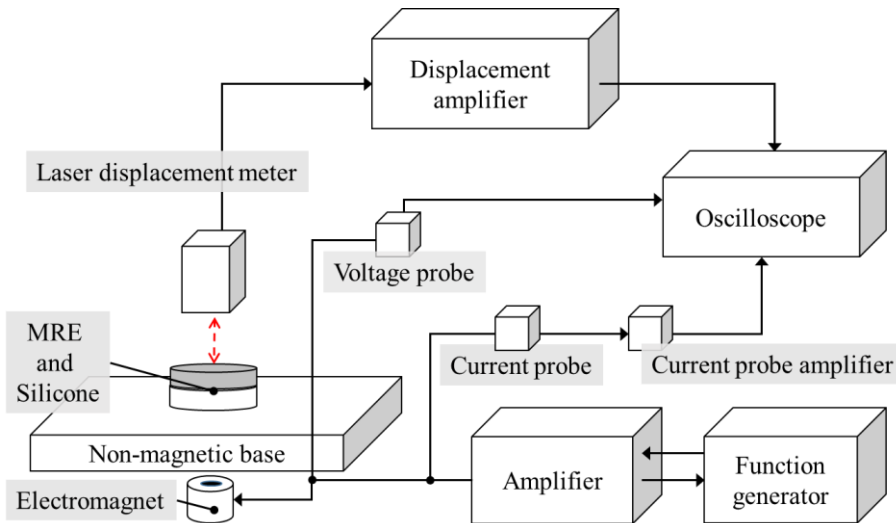 Displacement
amplifier
Laser displacement meter
Oscilloscope
Voltage probe
MRE
and
Silicone
Current probe
Current probe amplifier
Non-magnetic base
Amplifier
Function
generator
Electromagnet